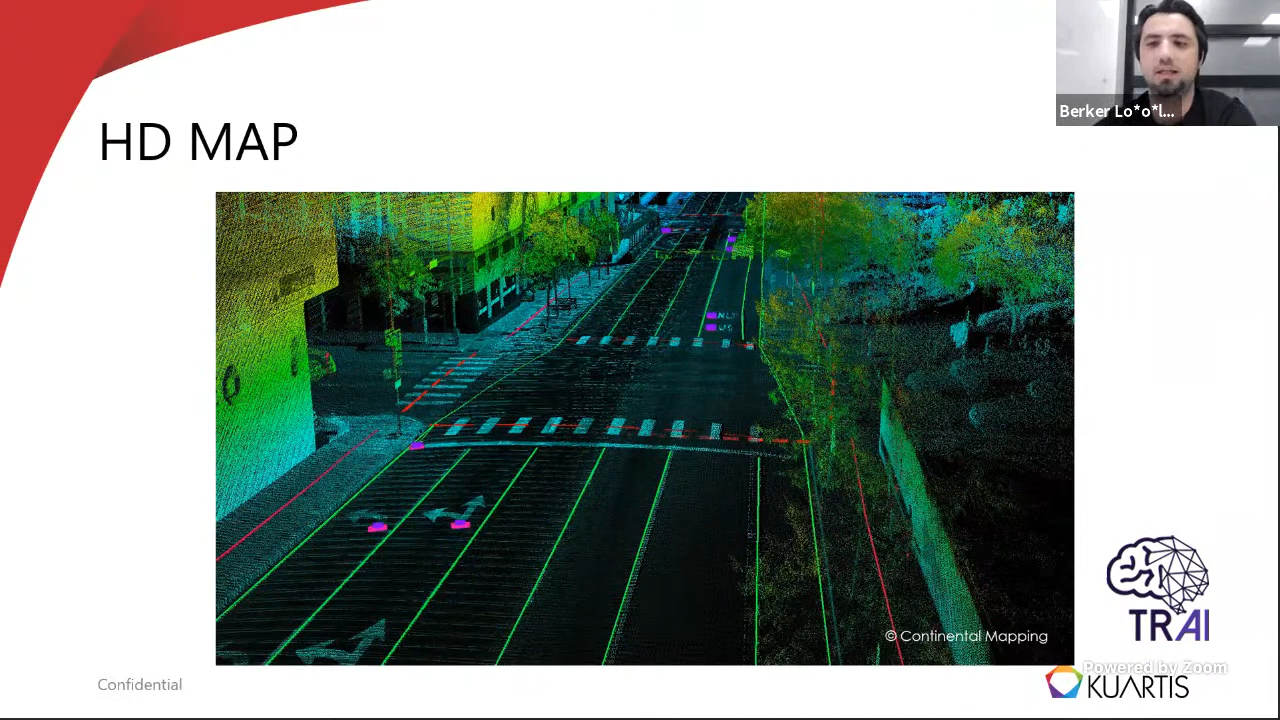 Berker Lo*o*l...
HD MAP
© Continental Mapping
TRAI
Powered by Zoom
Confidential
KUARTIS